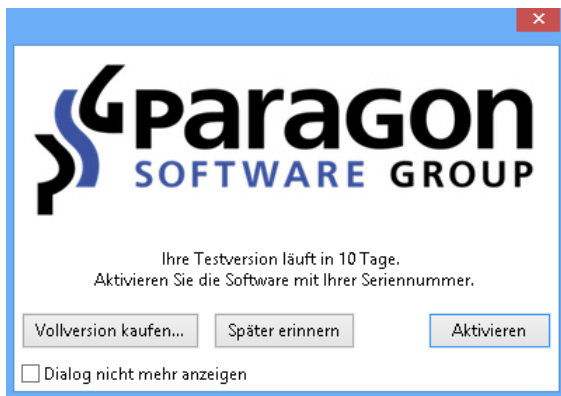 Paragon
SOFTWARE GROUP
Ihre Testversion läuft in 10 Tage.
Aktivieren Sie die Software mit Ihrer Seriennummer.
Vollversion kaufen... Später erinnern Aktivieren
Dialog nicht mehr anzeigen